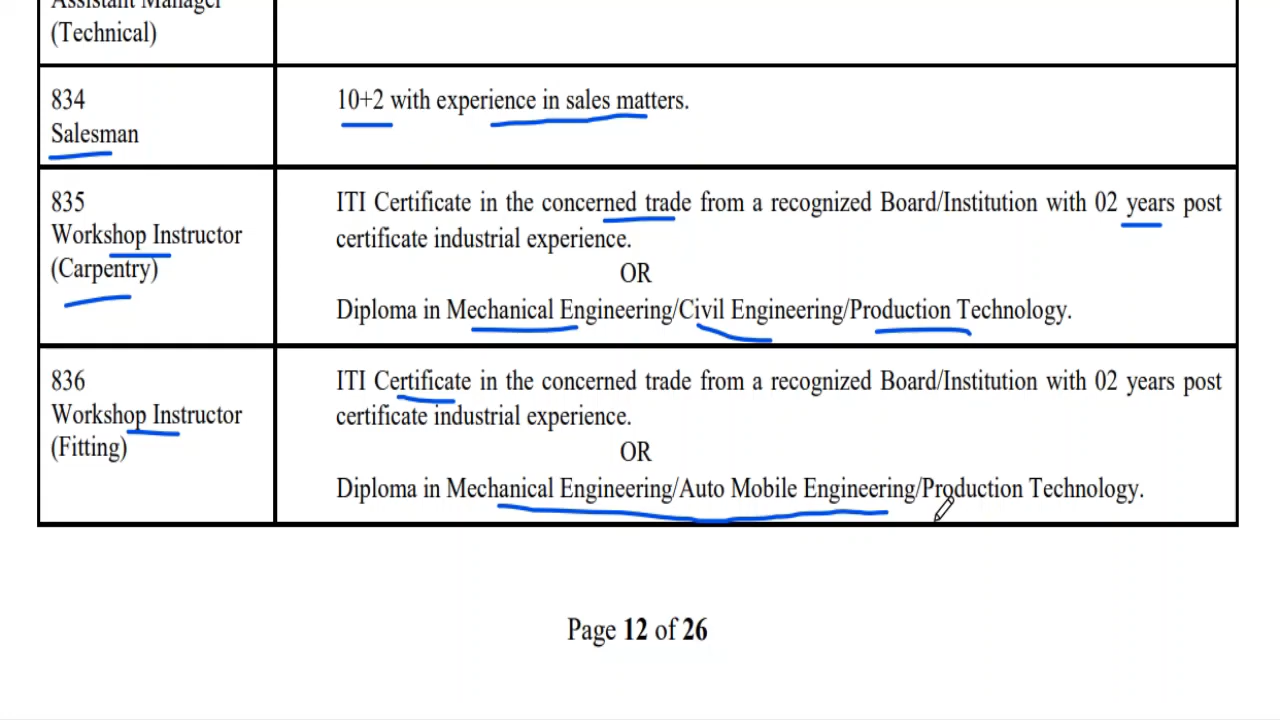 Assistant Manager
(Technical)
834
Salesman
10+2 with experience in sales matters.
835
Workshop Instructor
(Carpentry)
ITI Certificate in the concerned trade from a recognized Board/Institution with 02 years post
certificate industrial experience.
OR
Diploma in Mechanical Engineering/Civil Engineering/Production Technology.
836
Workshop Instructor
(Fitting)
ITI Certificate in the concerned trade from a recognized Board/Institution with 02 years post
certificate industrial experience.
OR
Diploma in Mechanical Engineering/Auto Mobile Engineering/Production Technology.
Page 12 of 26